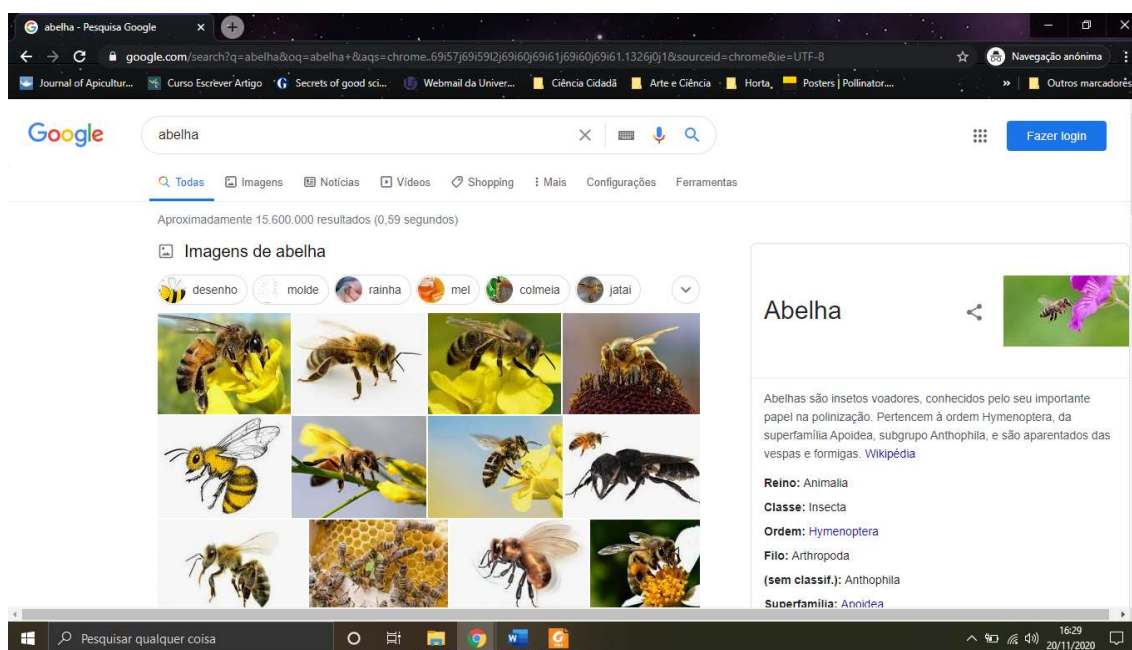 abelha - Pesquisa Google
google.com/search?q=abelha&oq=abelha+&aqs=chrome..69i57j69i59l2j69i60j69i61j69i60j69i61.1326j0j1&sourceid=chrome&ie=UTF-8
Navegação anónima
Journal of Apicultur... Curso Escrever Artigo Secrets of good sci... Webmail da Univer... Ciência Cidadã Arte e Ciência Horta, Posters | Pollinator.... » Outros marcadores
Google
abelha
Fazer login
Todas Imagens Notícias Vídeos Shopping Mais Configurações Ferramentas
Aproximadamente 15.600.000 resultados (0,59 segundos)
Imagens de abelha
desenho molde rainha mel colmeia jatai
Abelha
Abelhas são insetos voadores, conhecidos pelo seu importante
papel na polinização. Pertencem à ordem Hymenoptera, da
superfamília Apoidea, subgrupo Anthophila, e são aparentados das
vespas e formigas. Wikipédia
Reino: Animalia
Classe: Insecta
Ordem: Hymenoptera
Filo: Arthropoda
(sem classif.): Anthophila
Superfamília: Apoidea
Pesquisar qualquer coisa
16:29
20/11/2020